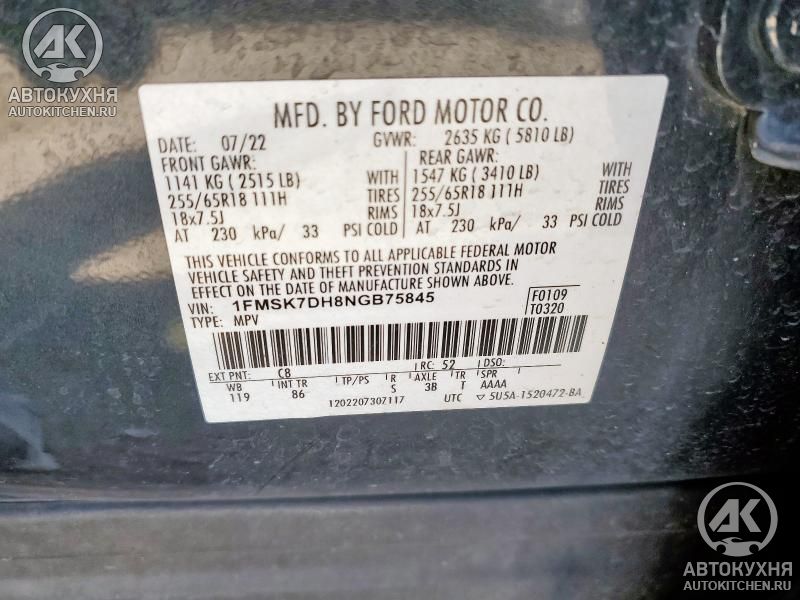 AK
АВТОКУХНЯ
AUTOKITCHEN.RU
MFD. BY FORD MOTOR CO.
DATE: 07/22 GVWR: 2635 KG ( 5810 LB)
FRONT GAWR: REAR GAWR:
1141 KG ( 2515 LB) WITH 1547 KG ( 3410 LB) WITH
255/65R18 111H TIRES 255/65R18 111H TIRES
18x7.5J RIMS 18x7.5J RIMS
AT 230 kPa/ 33 PSI COLD AT 230 kPa/ 33 PSI COLD
THIS VEHICLE CONFORMS TO ALL APPLICABLE FEDERAL MOTOR
VEHICLE SAFETY AND THEFT PREVENTION STANDARDS IN
EFFECT ON THE DATE OF MANUFACTURE SHOWN ABOVE.
VIN: 1FMSK7DH8NGB75845 F0109
TYPE: MPV T0320
EXT PNT: C8 RC: 52 DSO:
WB INT TR TP/PS R AXLE TR SPR
119 86 S 3B T AAAA
1202207307117 UTC ▽ 5U5A-1520472-BA
AK
АВТОКУХНЯ
AUTOKITCHEN.RU